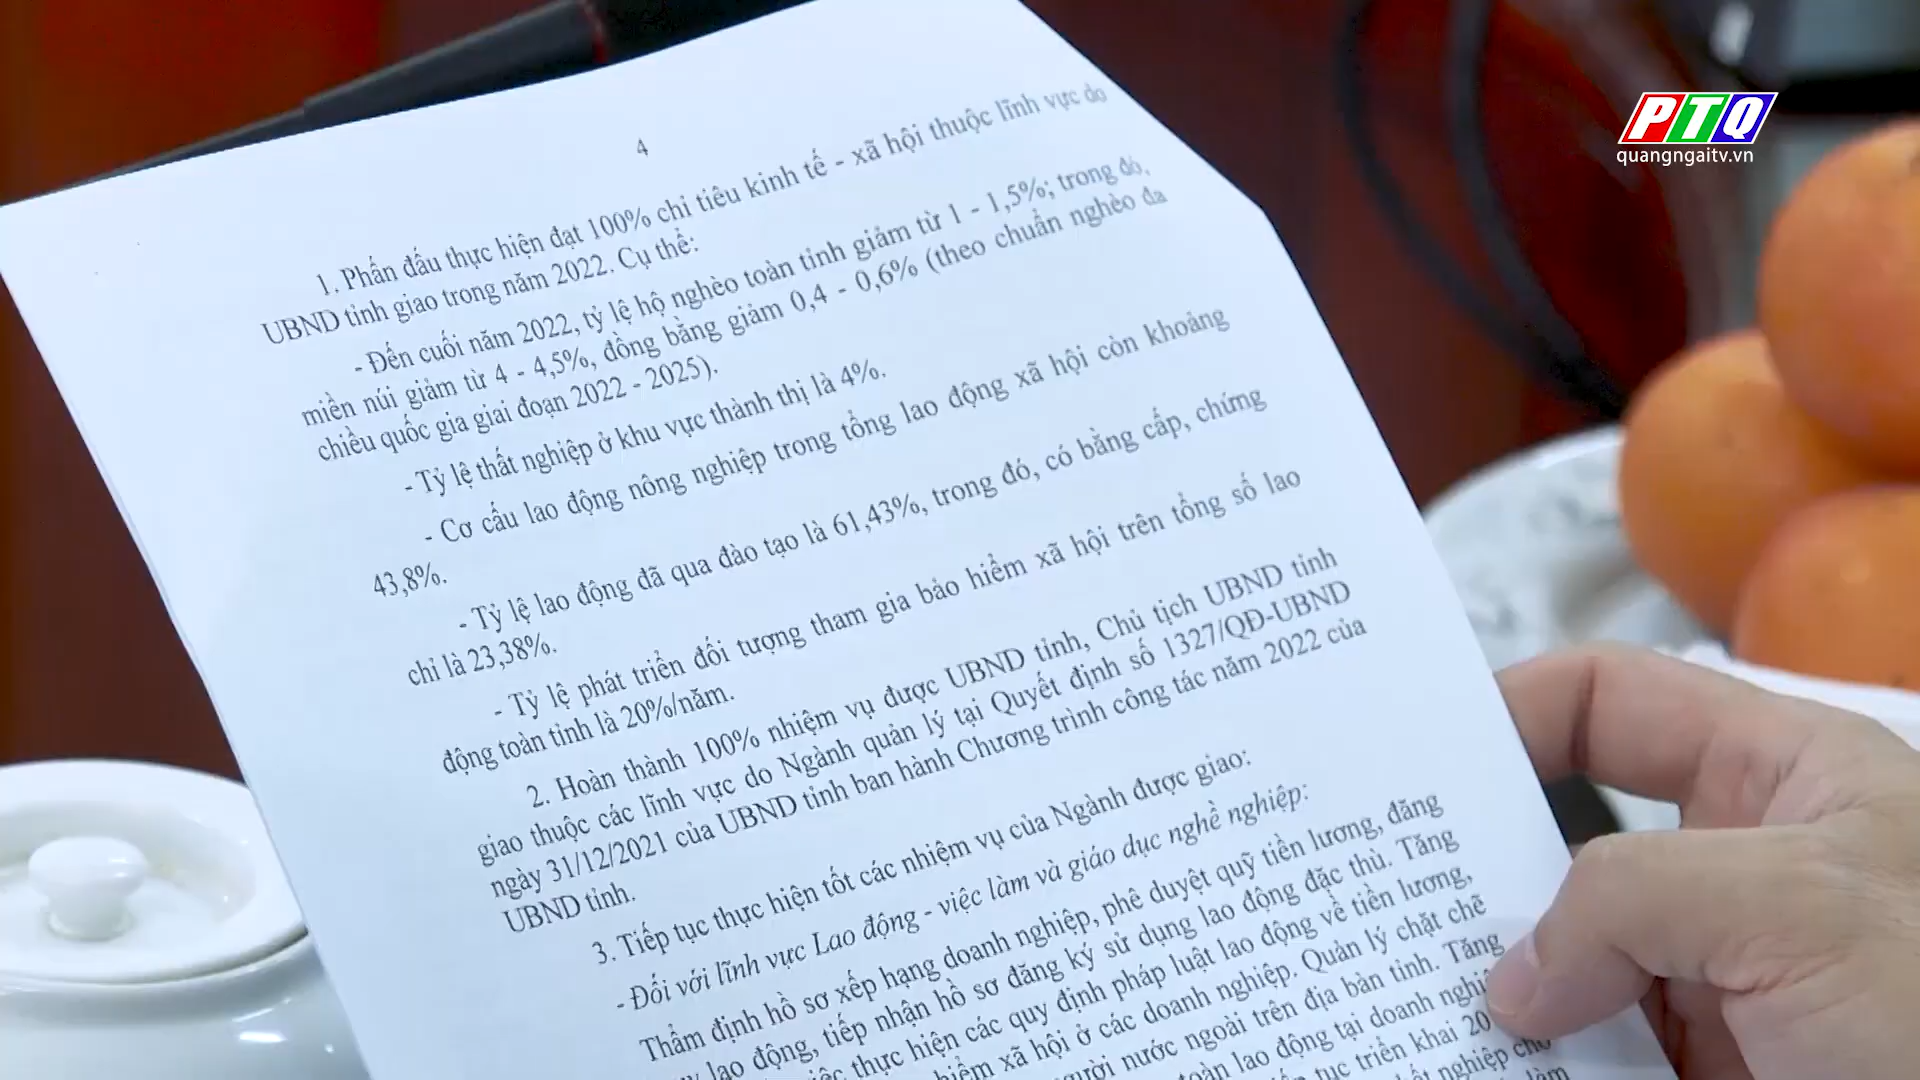 PTQ
quangngaitv.vn
4
1. Phấn đấu thực hiện đạt 100% chỉ tiêu kinh tế - xã hội thuộc lĩnh vực do
UBND tỉnh giao trong năm 2022. Cụ thể:
- Đến cuối năm 2022, tỷ lệ hộ nghèo toàn tỉnh giảm từ 1 - 1,5%; trong đó,
miền núi giảm từ 4 - 4,5%, đồng bằng giảm 0,4 - 0,6% (theo chuẩn nghèo đa
chiều quốc gia giai đoạn 2022 - 2025).
- Tỷ lệ thất nghiệp ở khu vực thành thị là 4%.
- Cơ cấu lao động nông nghiệp trong tổng lao động xã hội còn khoảng
43,8%.
- Tỷ lệ lao động đã qua đào tạo là 61,43%, trong đó, có bằng cấp, chứng
chỉ là 23,38%.
- Tỷ lệ phát triển đối tượng tham gia bảo hiểm xã hội trên tổng số lao
động toàn tỉnh là 20%/năm.
2. Hoàn thành 100% nhiệm vụ được UBND tỉnh, Chủ tịch UBND tỉnh
giao thuộc các lĩnh vực do Ngành quản lý tại Quyết định số 1327/QĐ-UBND
ngày 31/12/2021 của UBND tỉnh ban hành Chương trình công tác năm 2022 của
UBND tỉnh.
3. Tiếp tục thực hiện tốt các nhiệm vụ của Ngành được giao:
- Đối với lĩnh vực Lao động - việc làm và giáo dục nghề nghiệp:
Thẩm định hồ sơ xếp hạng doanh nghiệp, phê duyệt quỹ tiền lương, đăng
lao động, tiếp nhận hồ sơ đăng ký sử dụng lao động đặc thù. Tăng
thực hiện các quy định pháp luật lao động về tiền lương,
hiểm xã hội ở các doanh nghiệp. Quản lý chặt chẽ
người nước ngoài trên địa bàn tỉnh. Tăng
lao động tại doanh
tục triển khai 20
nghiệp cho
làm